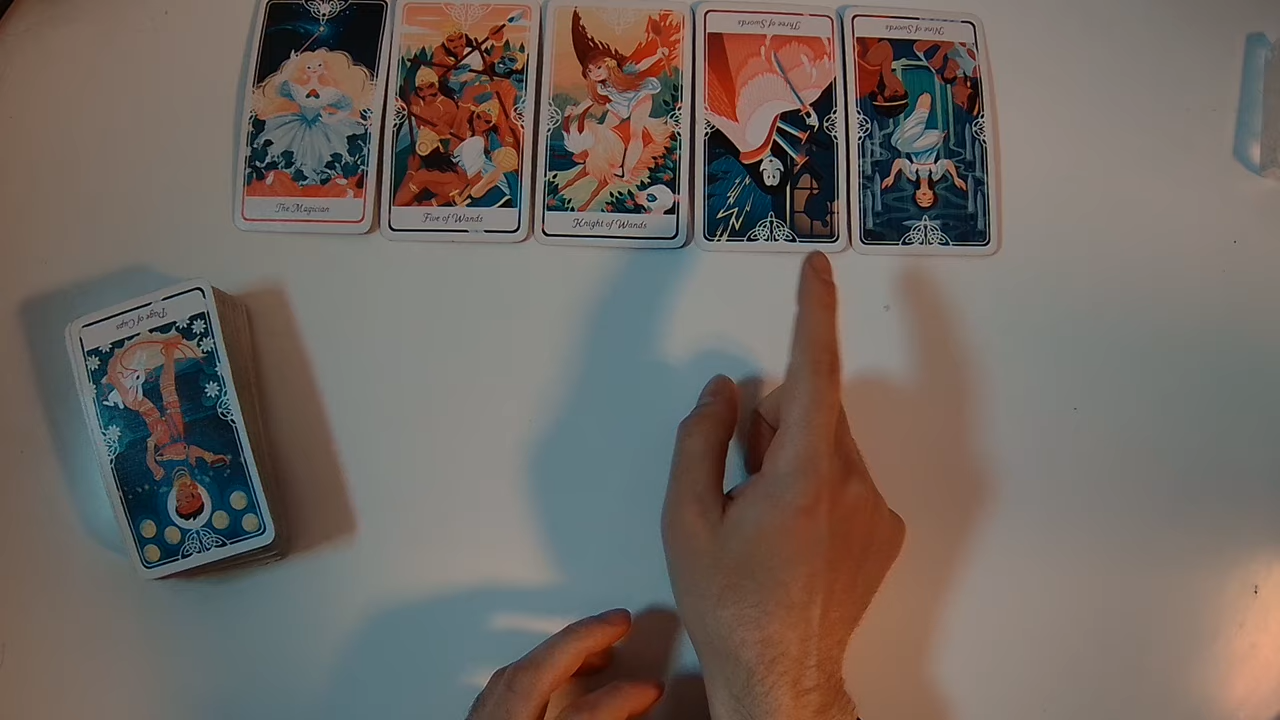 The Magician
Five of Wands
Knight of Wands
Three of Swords
Nine of Swords
Page of Cups